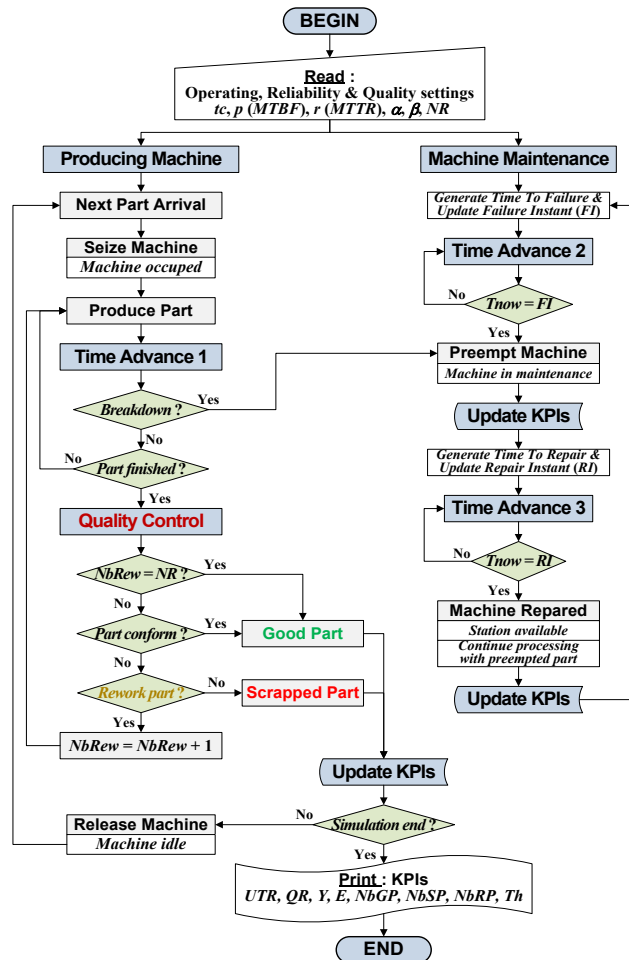 BEGIN
Read :
Operating, Reliability & Quality settings
tc, p (MTBF), r (MTTR), α, β, NR
Producing Machine
Next Part Arrival
Seize Machine
Machine occuped
Produce Part
Time Advance 1
Breakdown ?
Yes
No
Part finished ?
No
Yes
Quality Control
NbRew = NR ?
Yes
No
Part conform ?
Yes
Good Part
No
Rework part ?
No
Scrapped Part
Yes
NbRew = NbRew + 1
Machine Maintenance
Generate Time To Failure &
Update Failure Instant (FI)
Time Advance 2
No
Tnow = FI
Yes
Preempt Machine
Machine in maintenance
Update KPIs
Generate Time To Repair &
Update Repair Instant (RI)
Time Advance 3
No
Tnow = RI
Yes
Machine Repared
Station available
Continue processing
with preempted part
Update KPIs
Update KPIs
Simulation end ?
No
Release Machine
Machine idle
Yes
Print : KPIs
UTR, QR, Y, E, NbGP, NbSP, NbRP, Th
END